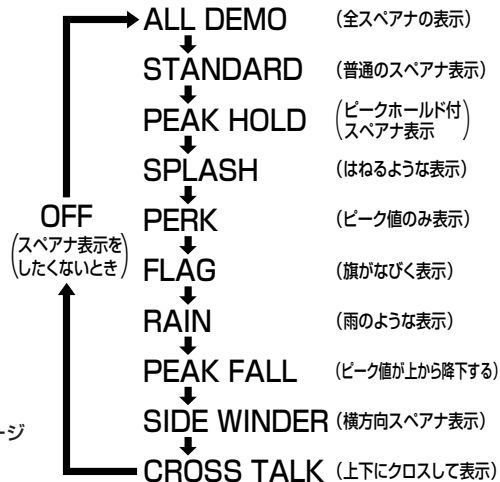 ALL DEMO (全スペアナの表示)
STANDARD (普通のスペアナ表示)
PEAK HOLD (ピークホールド付
スペアナ表示)
SPLASH (はねるような表示)
PERK (ピーク値のみ表示)
FLAG (旗がなびく表示)
RAIN (雨のような表示)
PEAK FALL (ピーク値が上から降下する)
SIDE WINDER (横方向スペアナ表示)
CROSS TALK (上下にクロスして表示)
OFF
(スペアナ表示を
したくないとき)
ージ